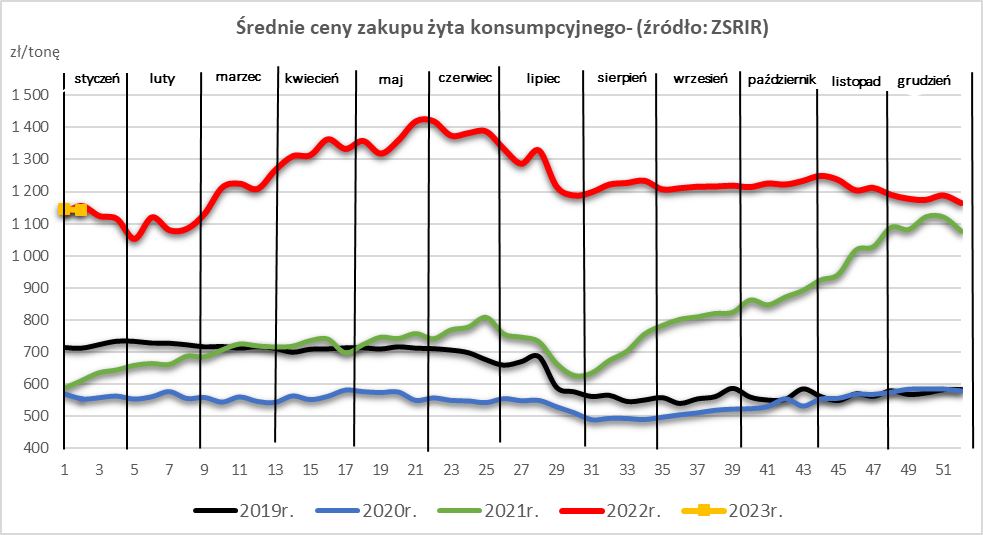 Średnie ceny zakupu żyta konsumpcyjnego- (źródło: ZSRIR)
zł/tonę
styczeń luty marzec kwiecień maj czerwiec lipiec sierpień wrzesień październik listopad grudzień
1 500
1 400
1 300
1 200
1 100
1 000
900
800
700
600
500
400
1 3 5 7 9 11 13 15 17 19 21 23 25 27 29 31 33 35 37 39 41 43 45 47 49 51
2019r. 2020r. 2021r. 2022r. 2023r.